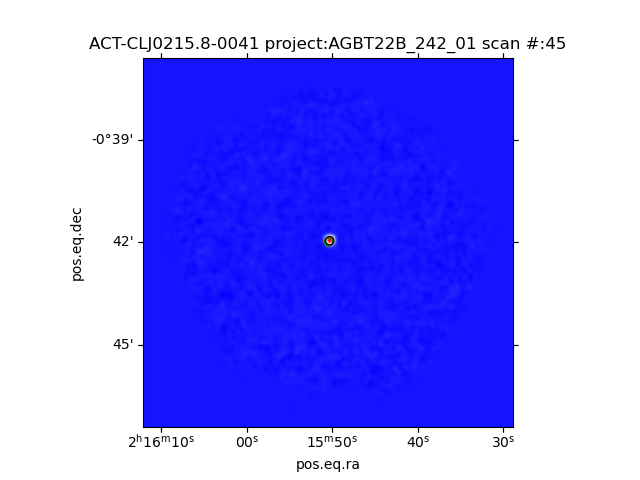 ACT-CLJ0215.8-0041 project:AGBT22B_242_01 scan #:45
-0°39'
42'
45'
pos.eq.dec
2ʰ16ᵐ10ˢ 00ˢ 15ᵐ50ˢ 40ˢ 30ˢ
pos.eq.ra